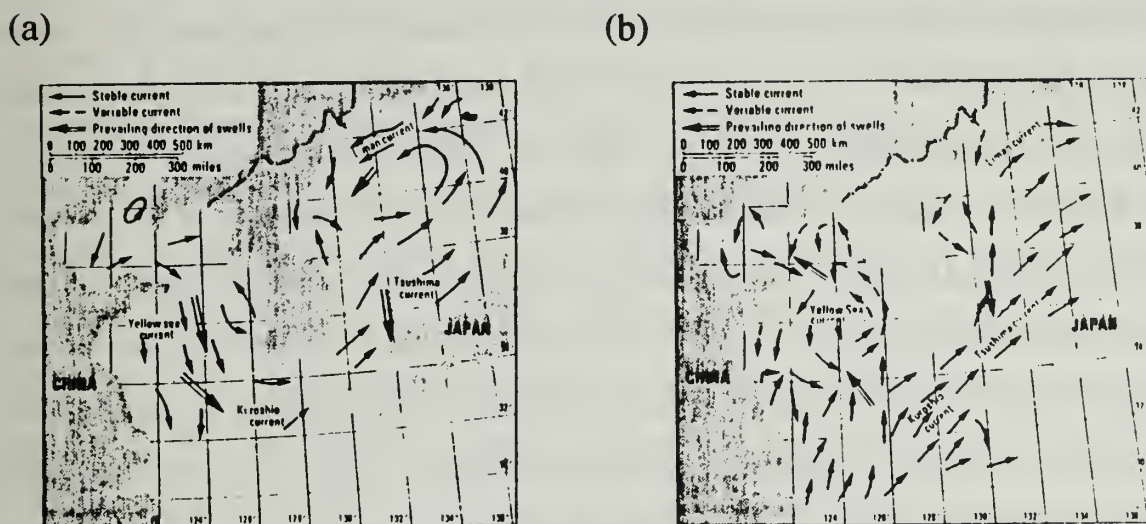 (a)
Stable current
Variable current
Prevailing direction of swells
0 100 200 300 400 500 km
0 100 200 300 miles
Tsushima
current
JAPAN
Yellow sea
current
CHINA
Kuroshio
current
(b)
Stable current
Variable current
Prevailing direction of swells
0 100 200 300 400 500 km
0 100 200 300 miles
Liman current
Yellow Sea
current
Tsushima current
JAPAN
CHINA
Kuroshio
current